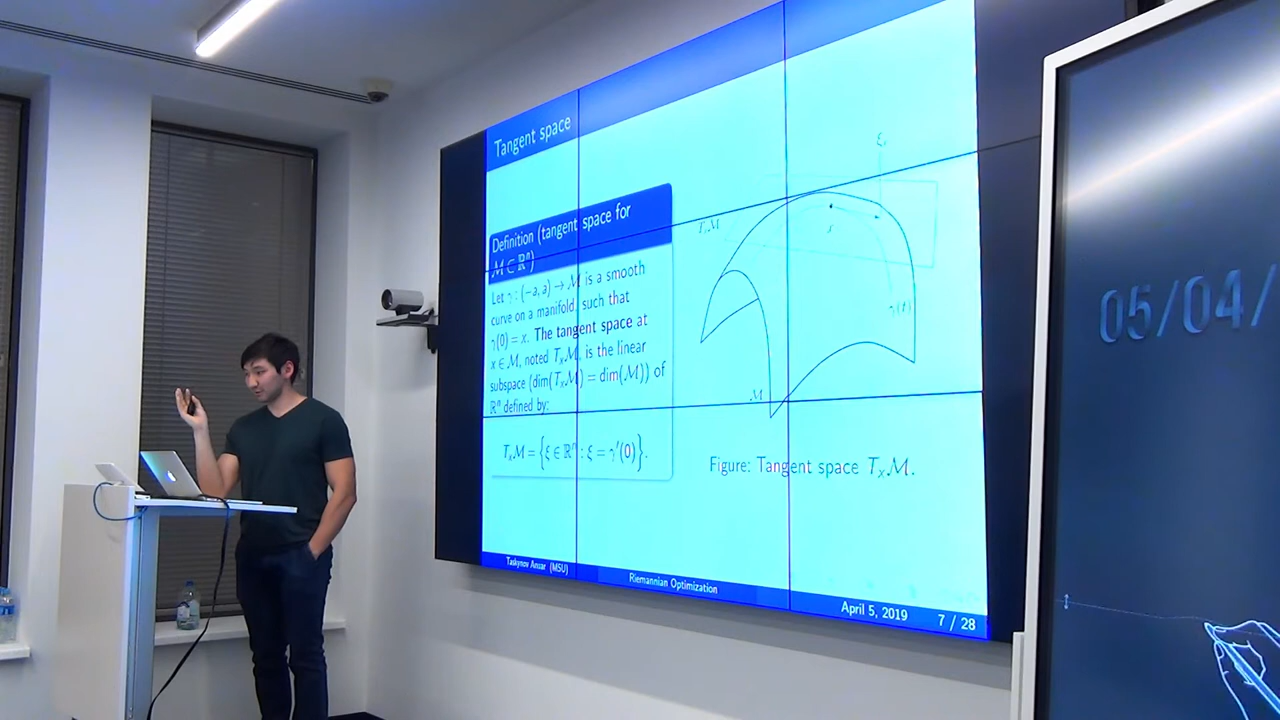 Tangent space
Definition (tangent space for
M ⊂ ℝⁿ)
Let γ : (−a, a) → M is a smooth
curve on a manifold, such that
γ(0) = x. The tangent space at
x ∈ M, noted TₓM, is the linear
subspace (dim(TₓM) = dim(M)) of
ℝⁿ defined by:
TₓM = {ξ ∈ ℝⁿ : ξ = γ′(0)}.
TₓM
ξ
x
γ(t)
M
Figure: Tangent space TₓM.
Taskynov Anuar (MSU)
Riemannian Optimization
April 5, 2019
7 / 28
05/04/